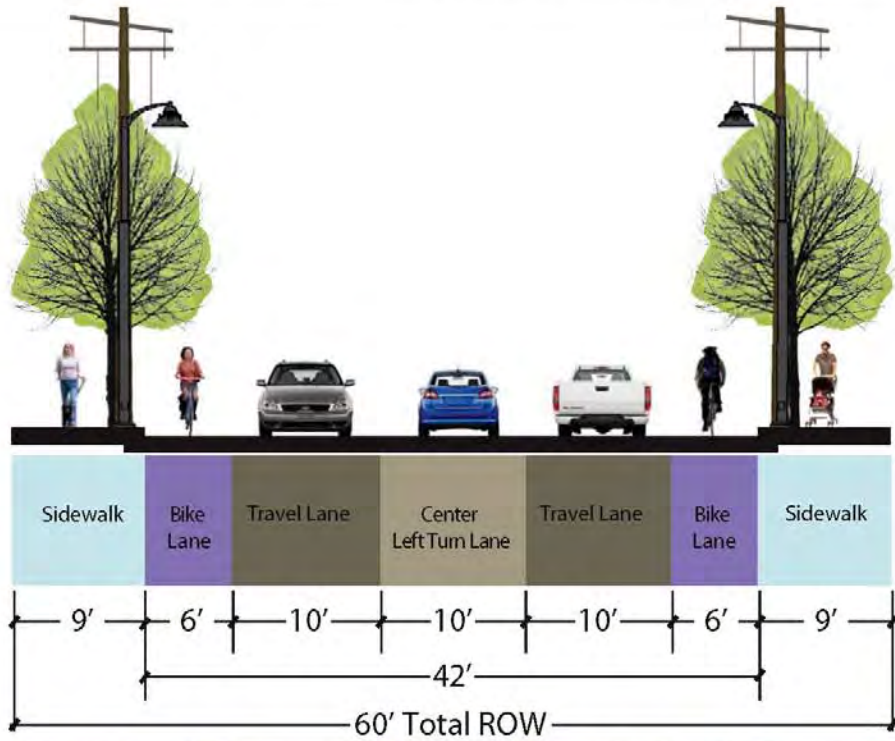 Sidewalk
Bike
Lane
Travel Lane
Center
Left Turn Lane
Travel Lane
Bike
Lane
Sidewalk
9' 6' 10' 10' 10' 6' 9'
42'
60' Total ROW